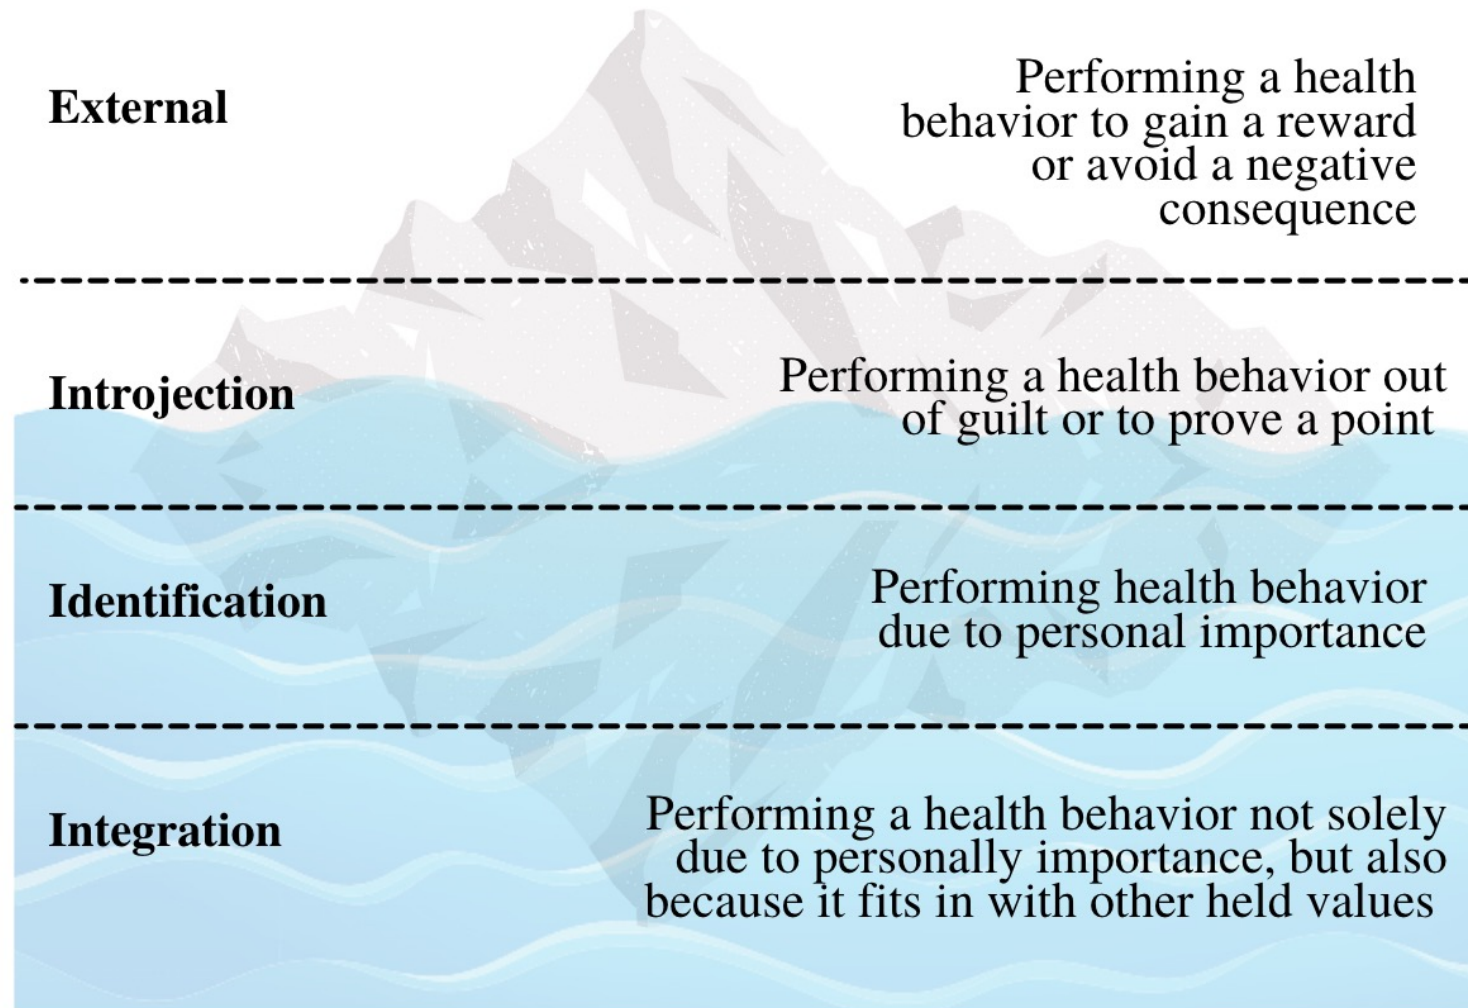 External
Performing a health
behavior to gain a reward
or avoid a negative
consequence
Introjection
Performing a health behavior out
of guilt or to prove a point
Identification
Performing health behavior
due to personal importance
Integration
Performing a health behavior not solely
due to personally importance, but also
because it fits in with other held values